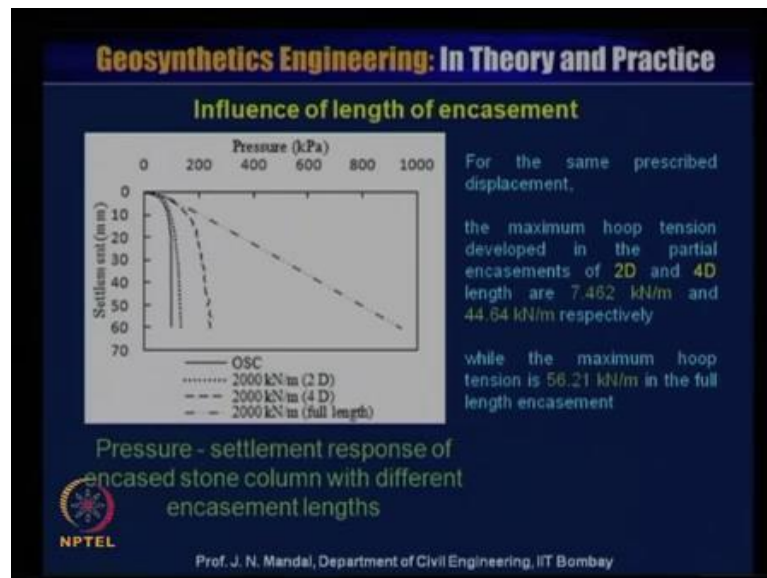 Geosynthetics Engineering: In Theory and Practice
Influence of length of encasement
Pressure (kPa)
0 200 400 600 800 1000
Settlement (mm)
0
10
20
30
40
50
60
70
OSC
2000 kN/m (2 D)
2000 kN/m (4 D)
2000 kN/m (full length)
For the same prescribed
displacement,
the maximum hoop tension
developed in the partial
encasements of 2D and 4D
length are 7.462 kN/m and
44.64 kN/m respectively
while the maximum hoop
tension is 56.21 kN/m in the full
length encasement
Pressure - settlement response of
encased stone column with different
encasement lengths
NPTEL
Prof. J. N. Mandal, Department of Civil Engineering, IIT Bombay